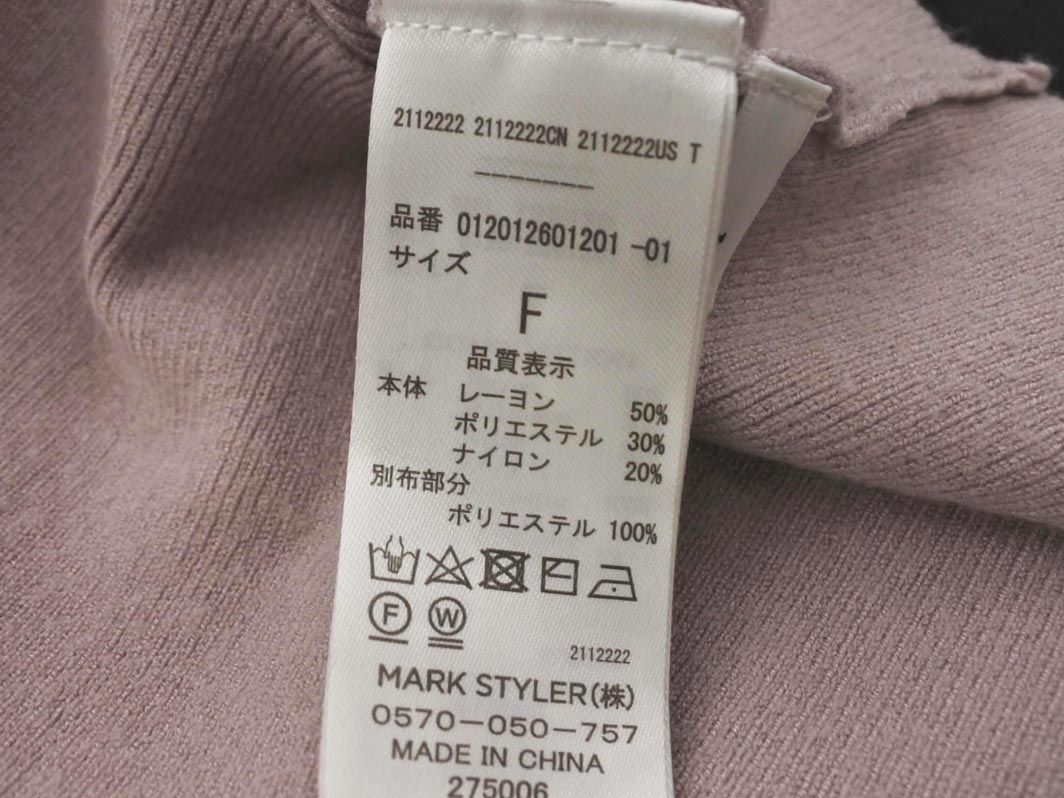 2112222 2112222CN 2112222US T
-------
品番 012012601201 -01
サイズ
F
品質表示
本体 レーヨン 50%
ポリエステル 30%
ナイロン 20%
別布部分
ポリエステル 100%
F W
2112222
MARK STYLER(株)
0570-050-757
MADE IN CHINA
275006